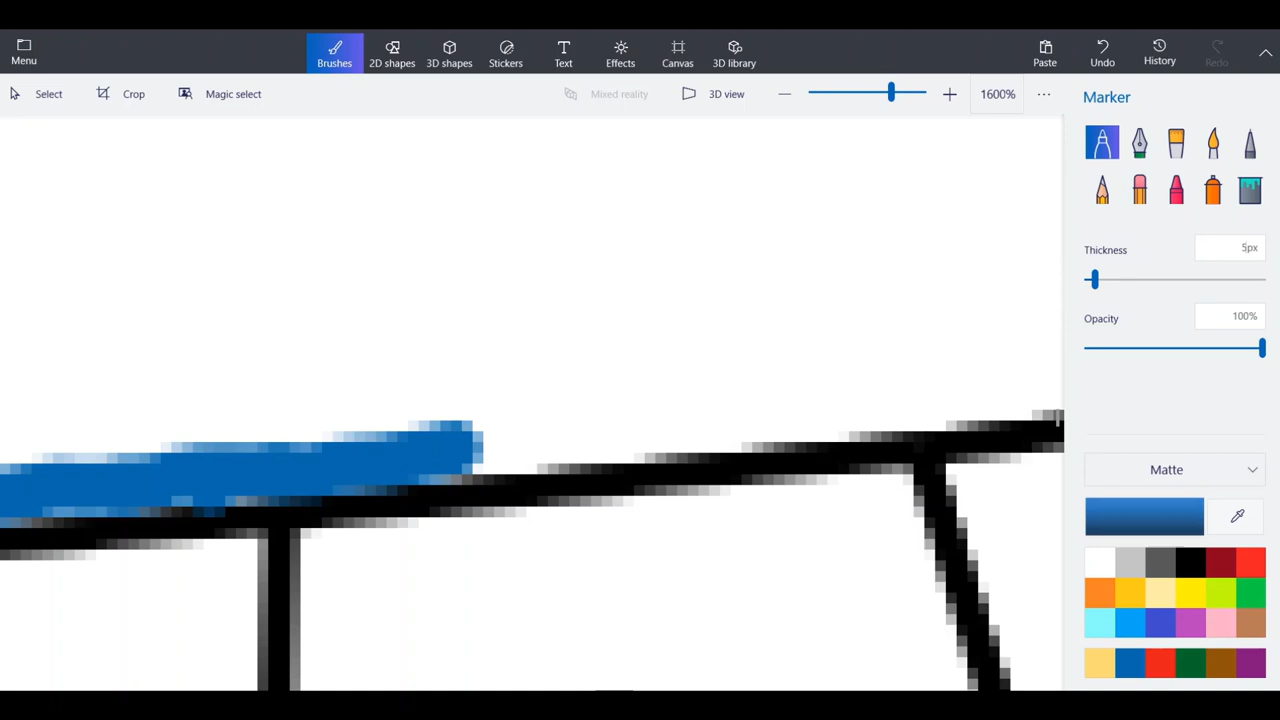 Menu
Brushes
2D shapes
3D shapes
Stickers
Text
Effects
Canvas
3D library
Paste
Undo
History
Redo
Select
Crop
Magic select
Mixed reality
3D view
1600%
Marker
Thickness
5px
Opacity
100%
Matte